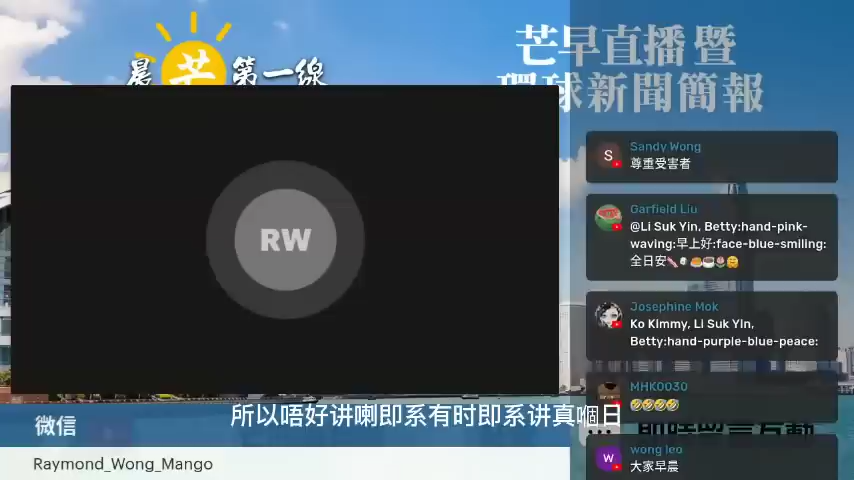 晨芒第一線
芒早直播暨
環球新聞簡報
RW
Sandy Wong
尊重受害者
Garfield Liu
@Li Suk Yin, Betty:hand-pink-
waving:早上好:face-blue-smiling:
全日安
Josephine Mok
Ko Kimmy, Li Suk Yin,
Betty:hand-purple-blue-peace:
MHK0030
wong leo
大家早晨
所以唔好讲喇即系有时即系讲真嗰日
微信
Raymond_Wong_Mango